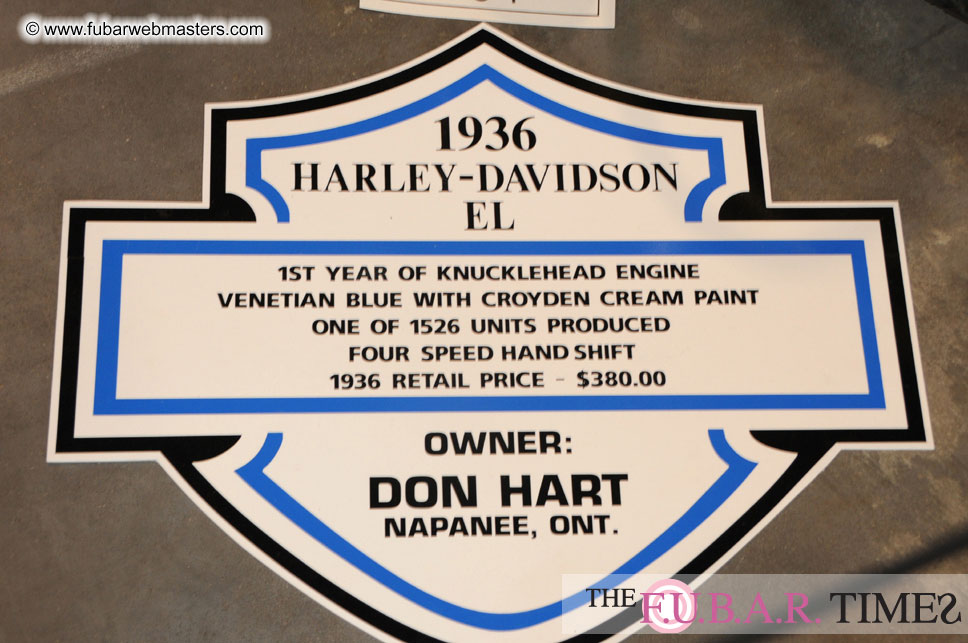 © www.fubarwebmasters.com
1936
HARLEY-DAVIDSON
EL
1ST YEAR OF KNUCKLEHEAD ENGINE
VENETIAN BLUE WITH CROYDEN CREAM PAINT
ONE OF 1526 UNITS PRODUCED
FOUR SPEED HAND SHIFT
1936 RETAIL PRICE - $380.00
OWNER:
DON HART
NAPANEE, ONT.
THE F.U.B.A.R. TIMES